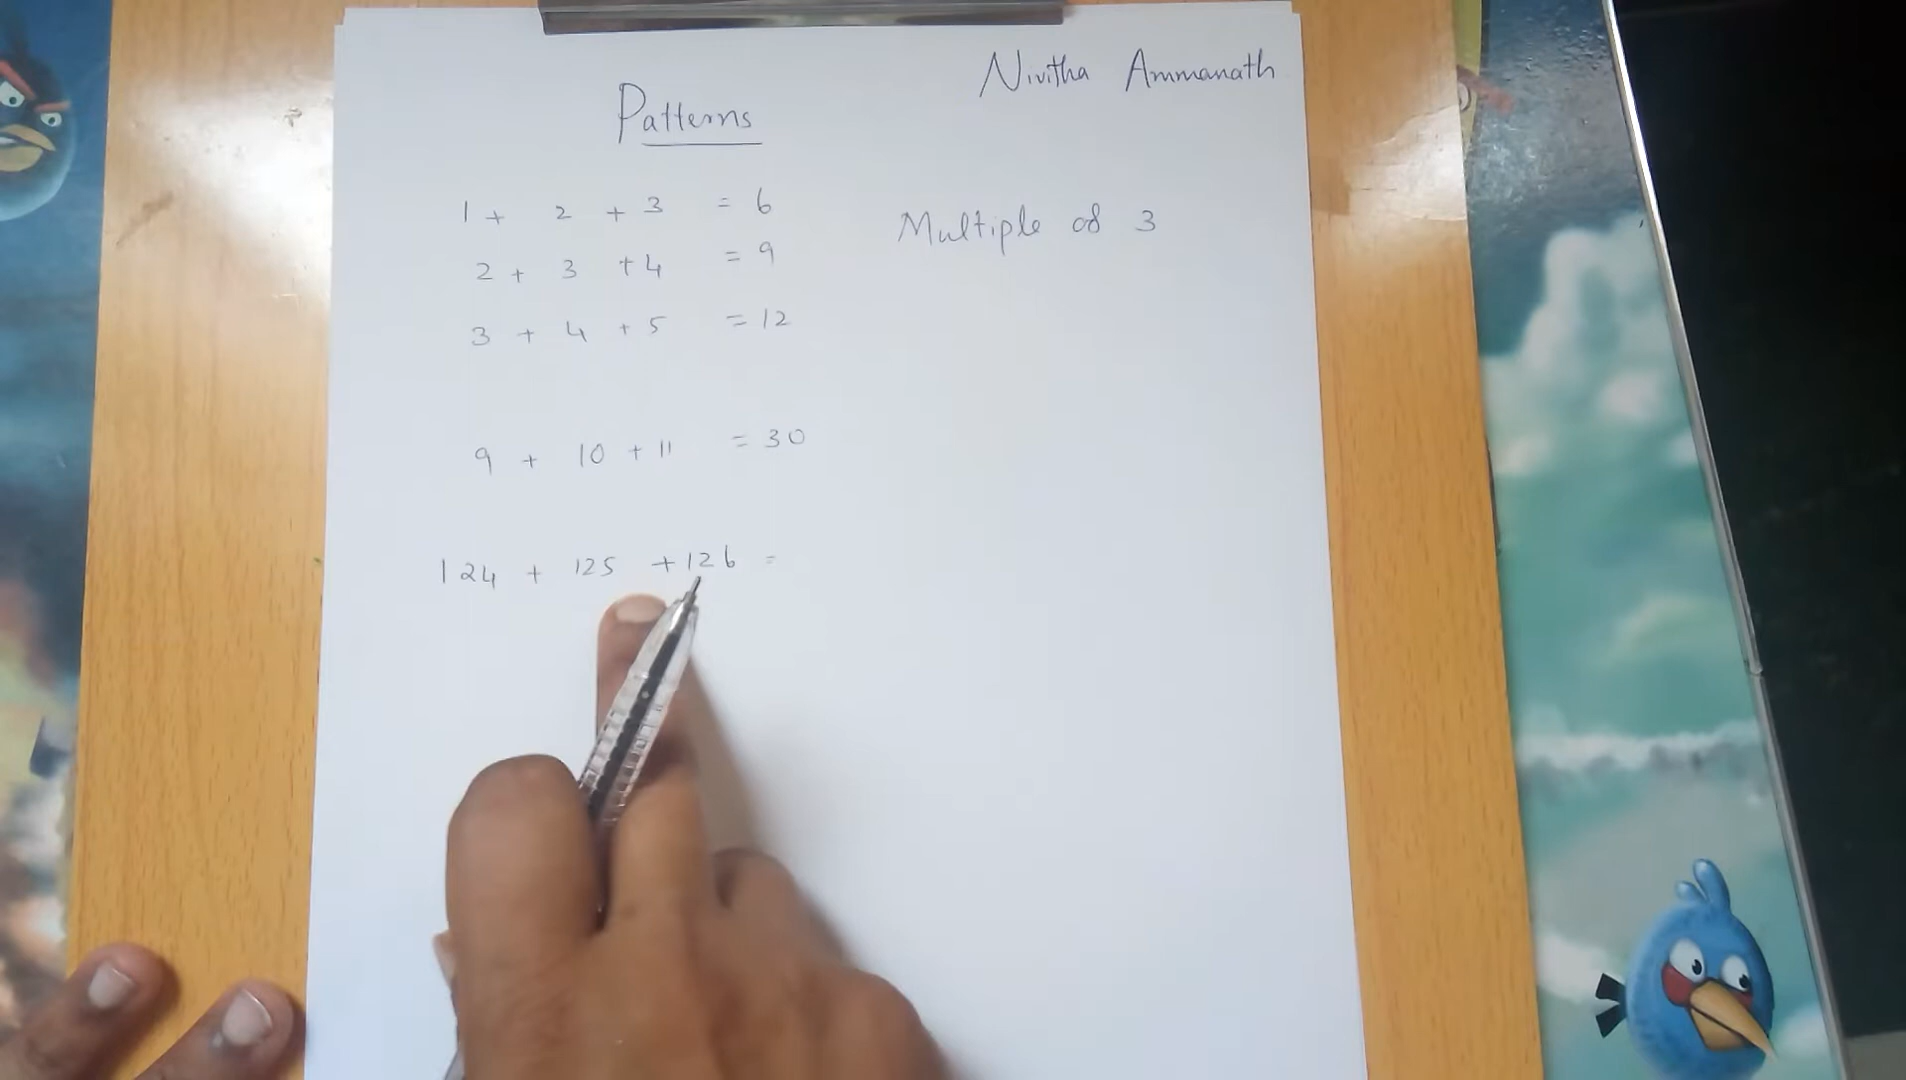 Nivitha Ammanath
Patterns
1 + 2 + 3 = 6
Multiple of 3
2 + 3 + 4 = 9
3 + 4 + 5 = 12
9 + 10 + 11 = 30
124 + 125 + 126 =